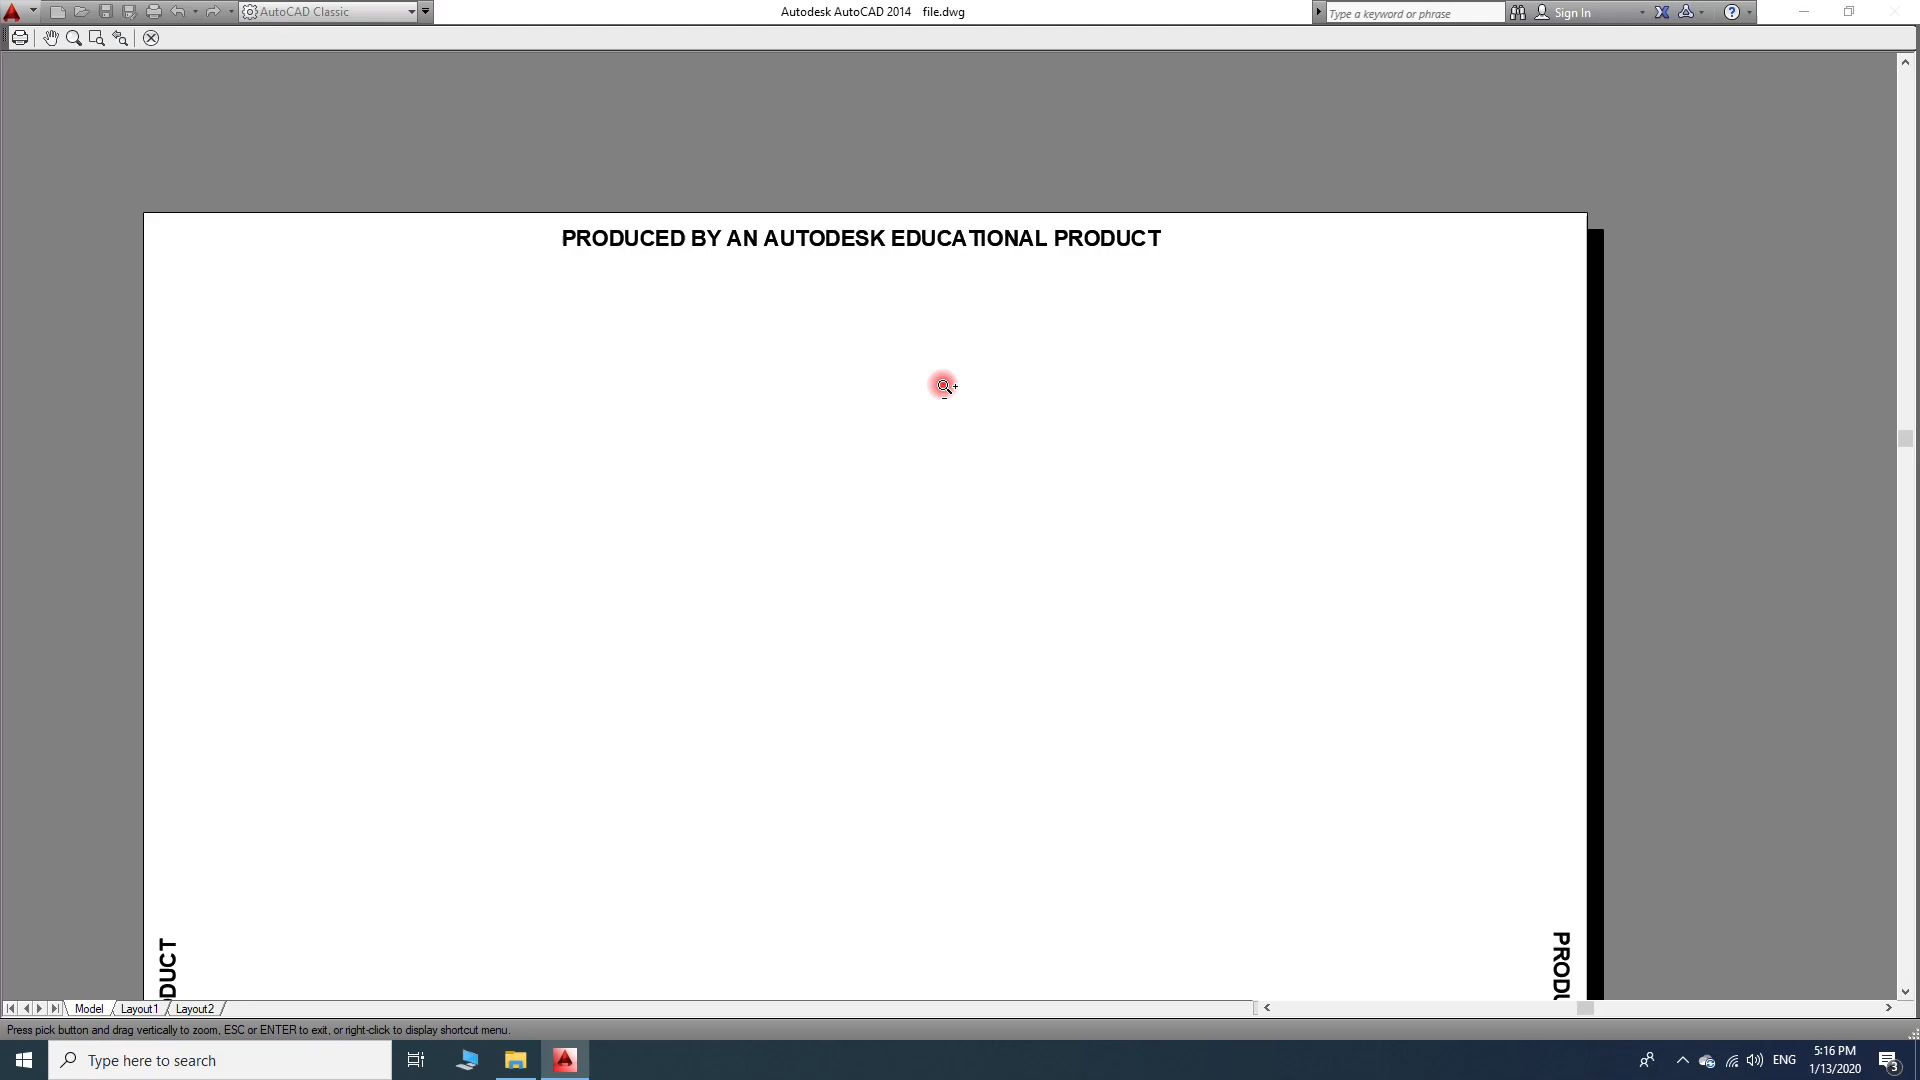 AutoCAD Classic
Autodesk AutoCAD 2014 file.dwg
Type a keyword or phrase
Sign In
PRODUCED BY AN AUTODESK EDUCATIONAL PRODUCT
DUCT
PRODU
Model
Layout1
Layout2
Press pick button and drag vertically to zoom, ESC or ENTER to exit, or right-click to display shortcut menu.
Type here to search
ENG
5:16 PM
1/13/2020
3